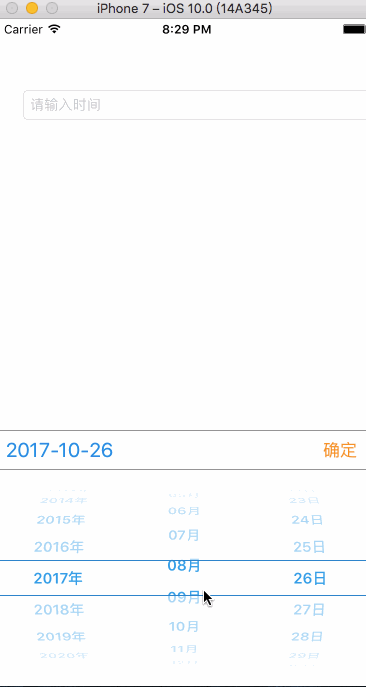 iPhone 7 – iOS 10.0 (14A345)
Carrier 8:29 PM
请输入时间
2017-10-26 确定
2014年 23日
2015年 06月 24日
2016年 07月 25日
2017年 08月 26日
2018年 09月 27日
2019年 10月 28日
2020年 11月 29日